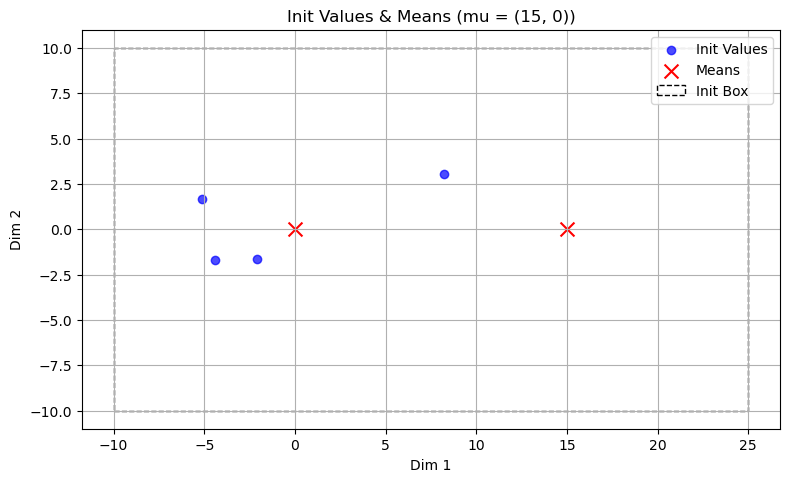 Init Values & Means (mu = (15, 0))
Init Values
Means
Init Box
10.0
7.5
5.0
2.5
0.0
−2.5
−5.0
−7.5
−10.0
Dim 2
−10
−5
0
5
10
15
20
25
Dim 1